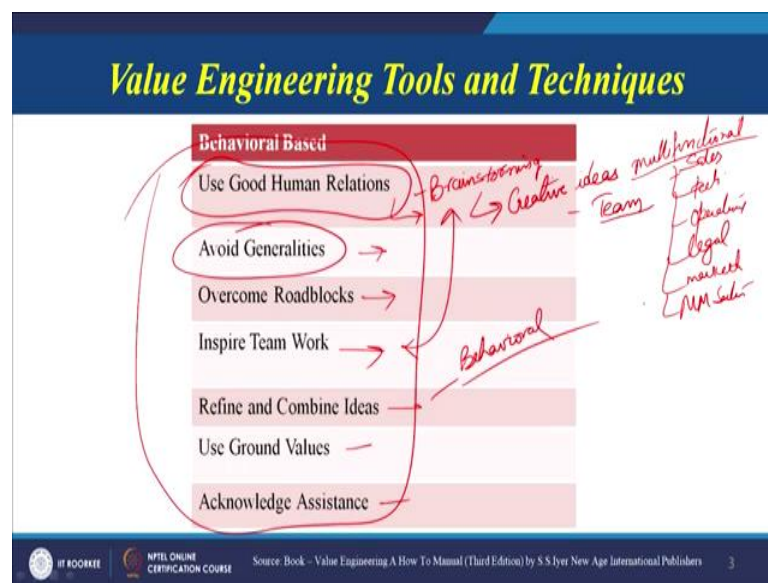 Value Engineering Tools and Techniques
Behavioral Based
Use Good Human Relations
Brainstorming
Creative ideas multifunctional
Team
sales
tech
legal
Avoid Generalities
Overcome Roadblocks
Inspire Team Work
Behavioral
Refine and Combine Ideas
Use Ground Values
Acknowledge Assistance
IIT ROORKEE
NPTEL ONLINE
CERTIFICATION COURSE
Source: Book – Value Engineering A How To Manual (Third Edition) by S.S.Iyer New Age International Publishers
3